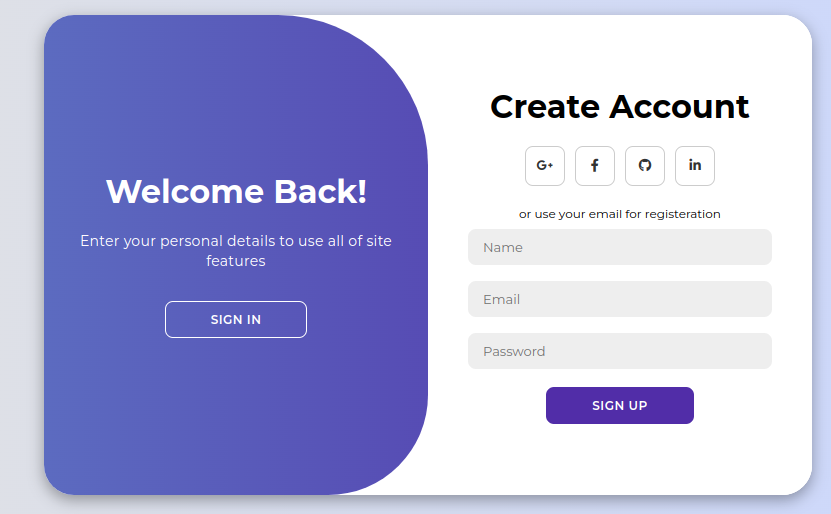 Welcome Back!
Enter your personal details to use all of site
features
SIGN IN
Create Account
G+
f
in
or use your email for registeration
Name
Email
Password
SIGN UP